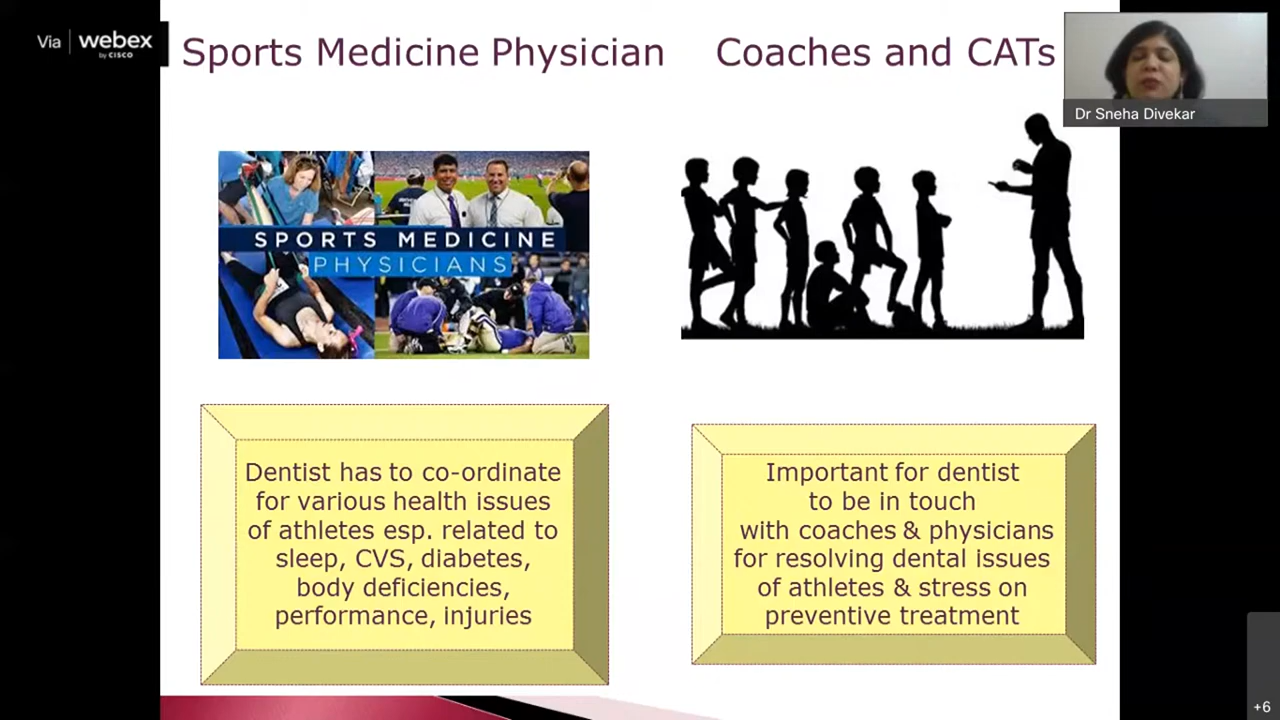 Via webex
by CISCO
Sports Medicine Physician
Coaches and CATs
Dr Sneha Divekar
SPORTS MEDICINE
PHYSICIANS
Dentist has to co-ordinate
for various health issues
of athletes esp. related to
sleep, CVS, diabetes,
body deficiencies,
performance, injuries
Important for dentist
to be in touch
with coaches & physicians
for resolving dental issues
of athletes & stress on
preventive treatment
+6